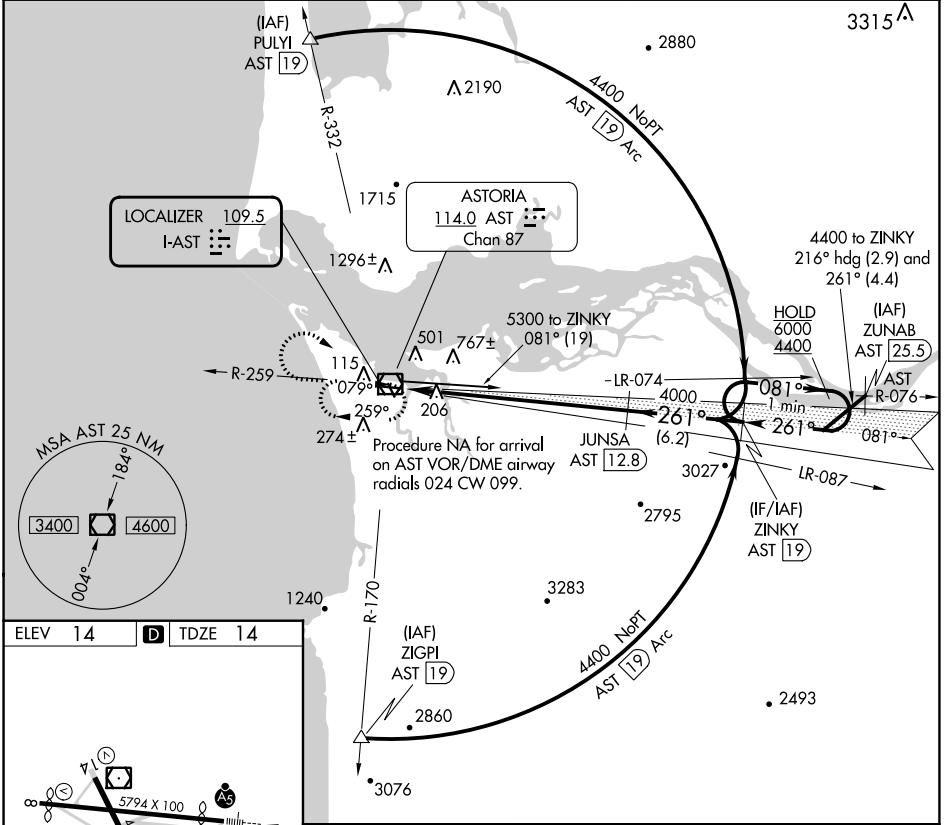 (IAF)
PULYI
AST 19
R-332
2190
2880
3315
4400 NoPT
AST 19 Arc
1715
LOCALIZER 109.5
I-AST
ASTORIA
114.0 AST
Chan 87
1296±
4400 to ZINKY
216° hdg (2.9) and
261° (4.4)
5300 to ZINKY
081° (19)
HOLD
6000
4400
(IAF)
ZUNAB
AST 25.5
501
767±
115
R-259
079°
259°
206
274±
LR-074
4000
081°
1 min
261°
261°
(6.2)
AST
R-076
081°
Procedure NA for arrival
on AST VOR/DME airway
radials 024 CW 099.
JUNSA
AST 12.8
3027
LR-087
2795
(IF/IAF)
ZINKY
AST 19
MSA AST 25 NM
184°
3400
4600
004°
1240
R-170
3283
4400 NoPT
AST 19 Arc
(IAF)
ZIGPI
AST 19
2860
2493
3076
ELEV 14
D
TDZE 14
14
V
8
V
5794 X 100
A5